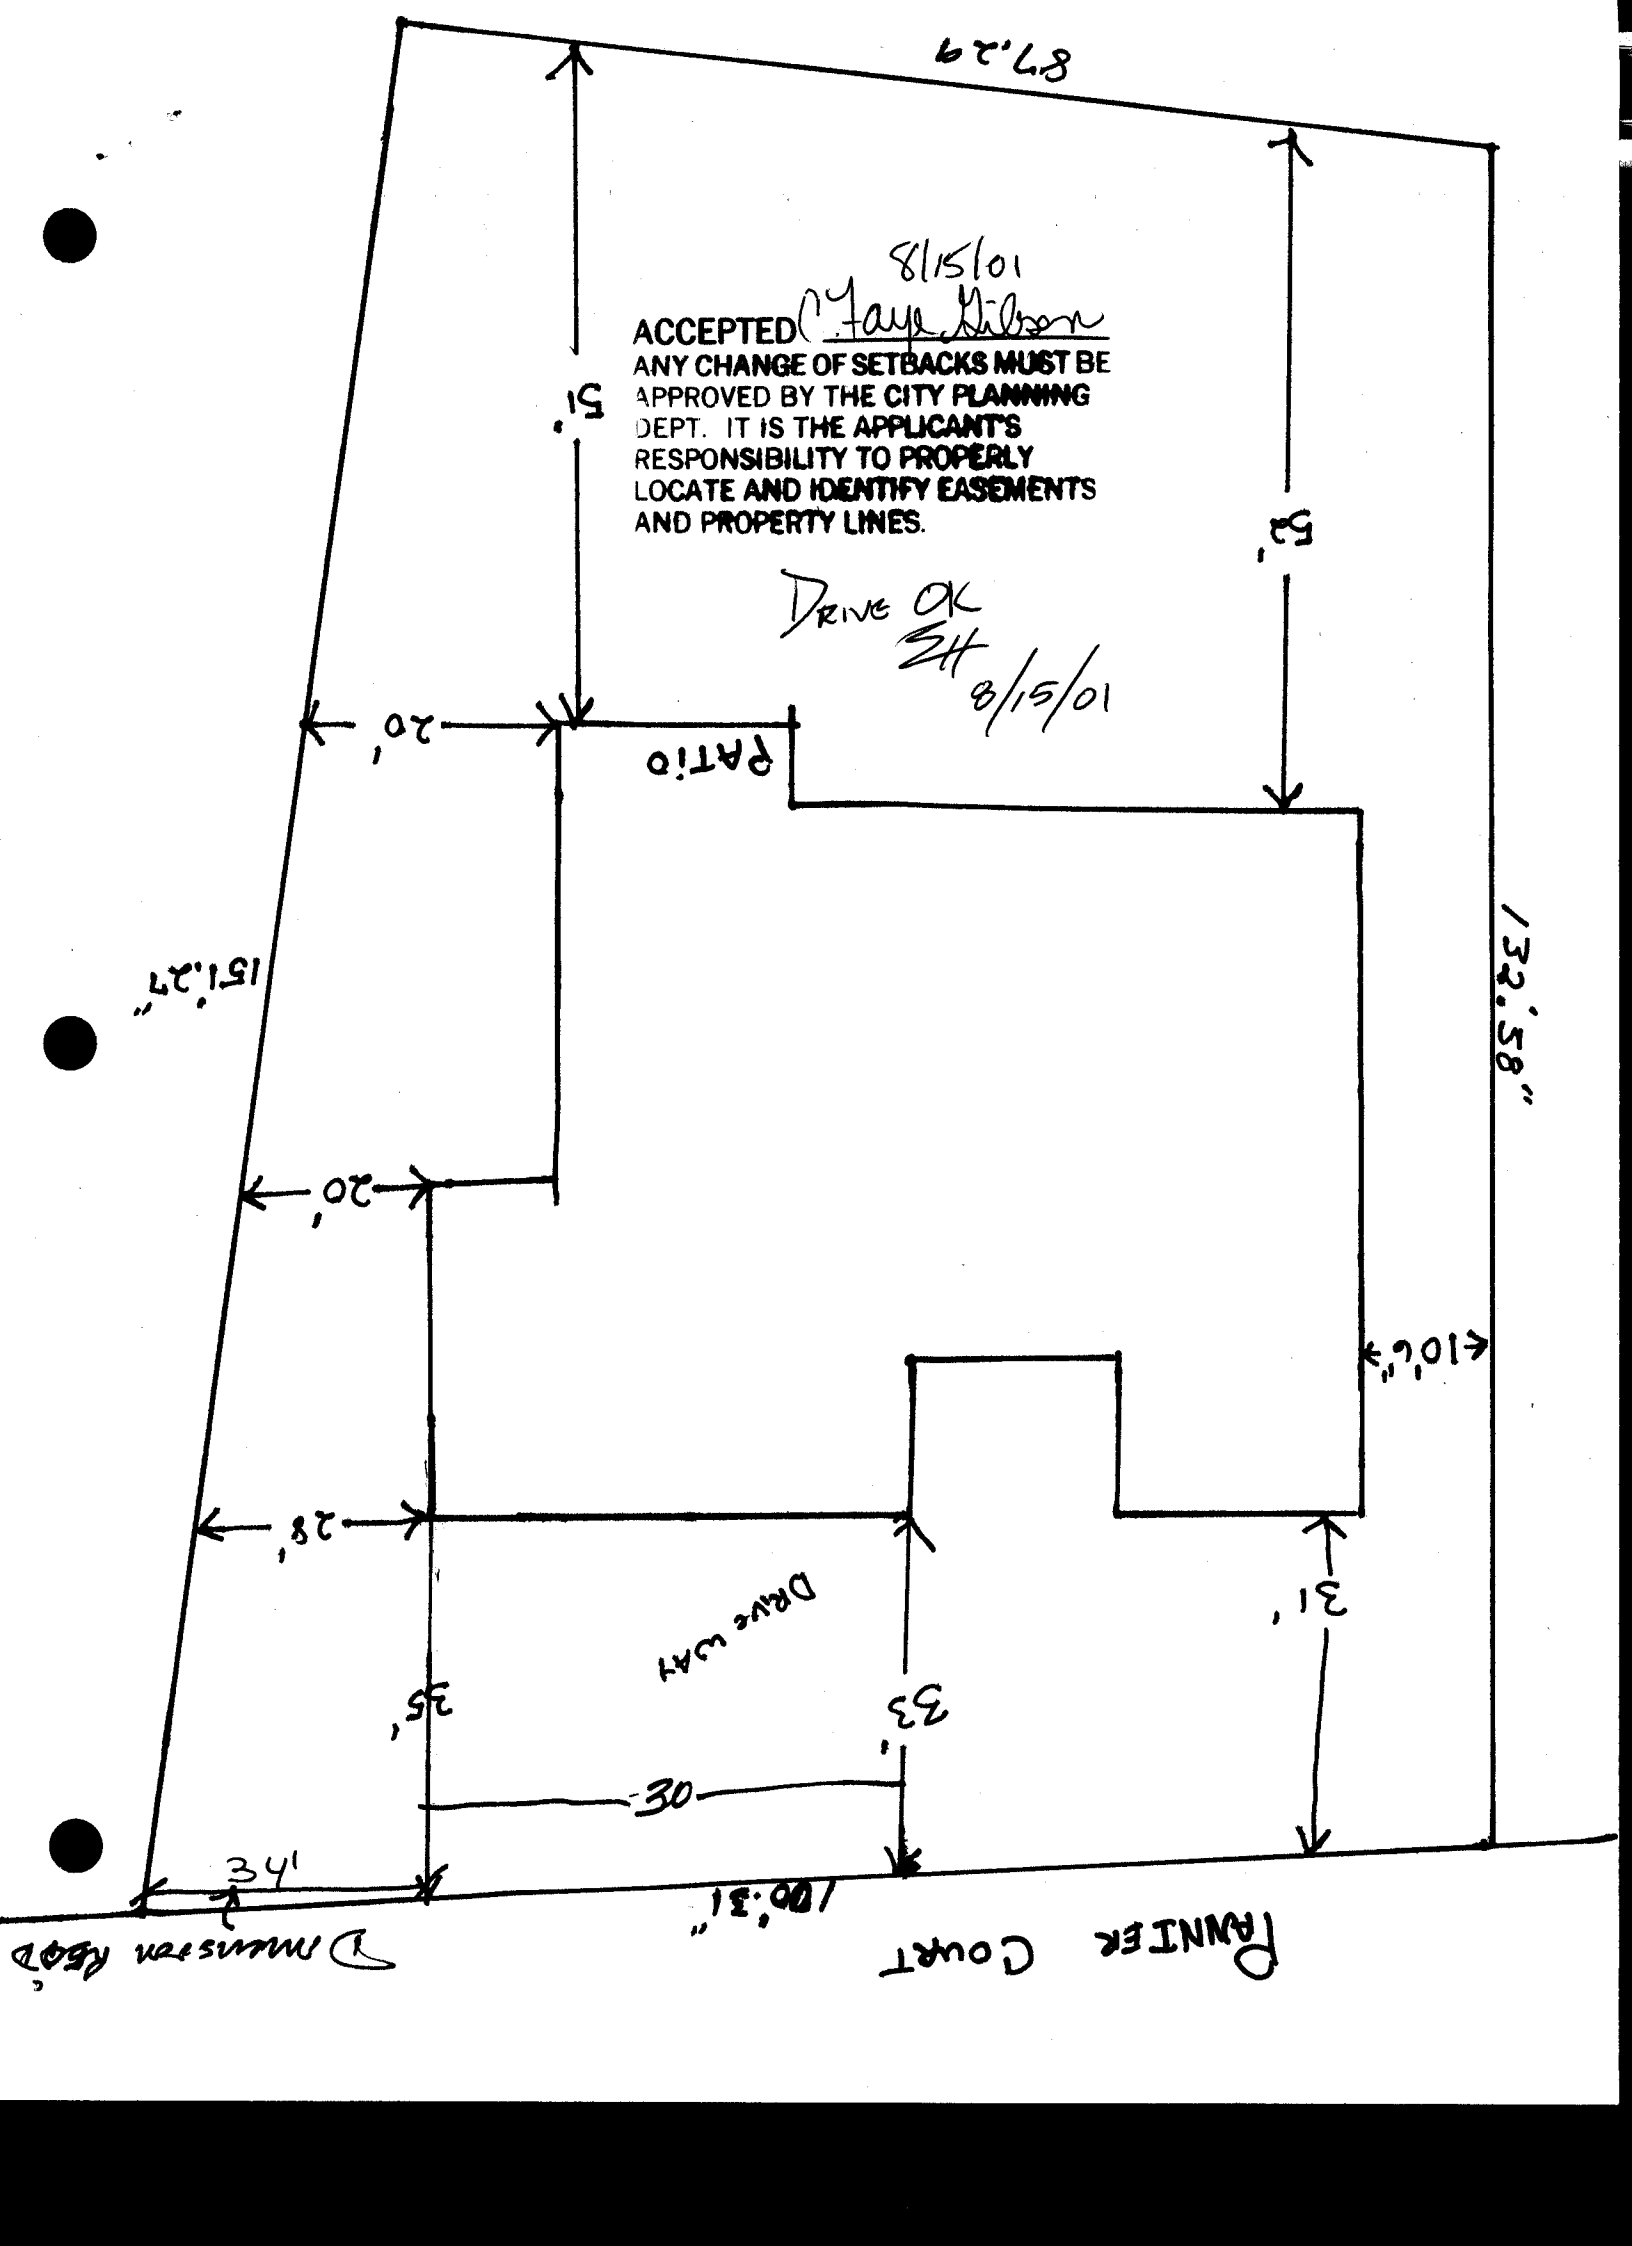 87.29
8/15/01
ACCEPTED C. Faye Gibson
ANY CHANGE OF SETBACKS MUST BE
APPROVED BY THE CITY PLANNING
DEPT. IT IS THE APPLICANT'S
RESPONSIBILITY TO PROPERLY
LOCATE AND IDENTIFY EASEMENTS
AND PROPERTY LINES.
51'
52'
DRIVE OK
8/15/01
20'
PATiO
151'.27"
132'.58"
20'
10'6"
28'
DRIVE WAY
31'
35'
33'
30
34'
100'.31"
PANNIER COURT
DIMENSION REQ'D